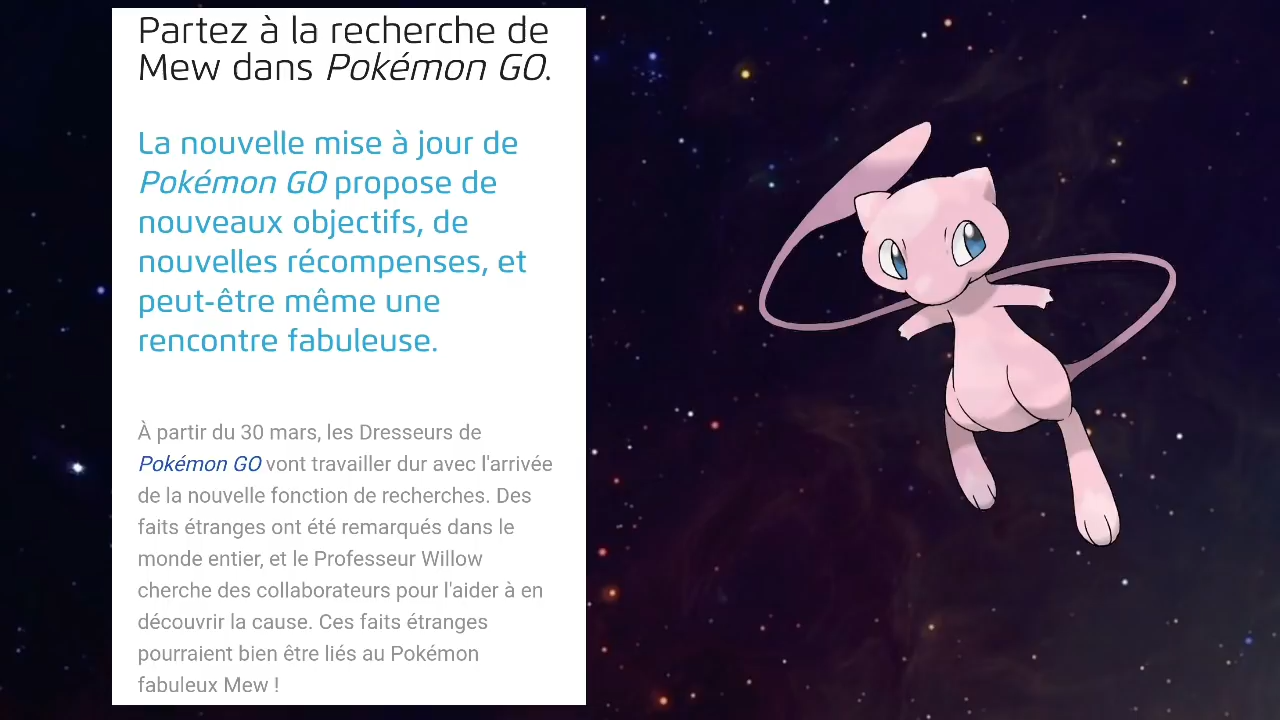 Partez à la recherche de
Mew dans Pokémon GO.
La nouvelle mise à jour de
Pokémon GO propose de
nouveaux objectifs, de
nouvelles récompenses, et
peut-être même une
rencontre fabuleuse.
À partir du 30 mars, les Dresseurs de
Pokémon GO vont travailler dur avec l'arrivée
de la nouvelle fonction de recherches. Des
faits étranges ont été remarqués dans le
monde entier, et le Professeur Willow
cherche des collaborateurs pour l'aider à en
découvrir la cause. Ces faits étranges
pourraient bien être liés au Pokémon
fabuleux Mew !